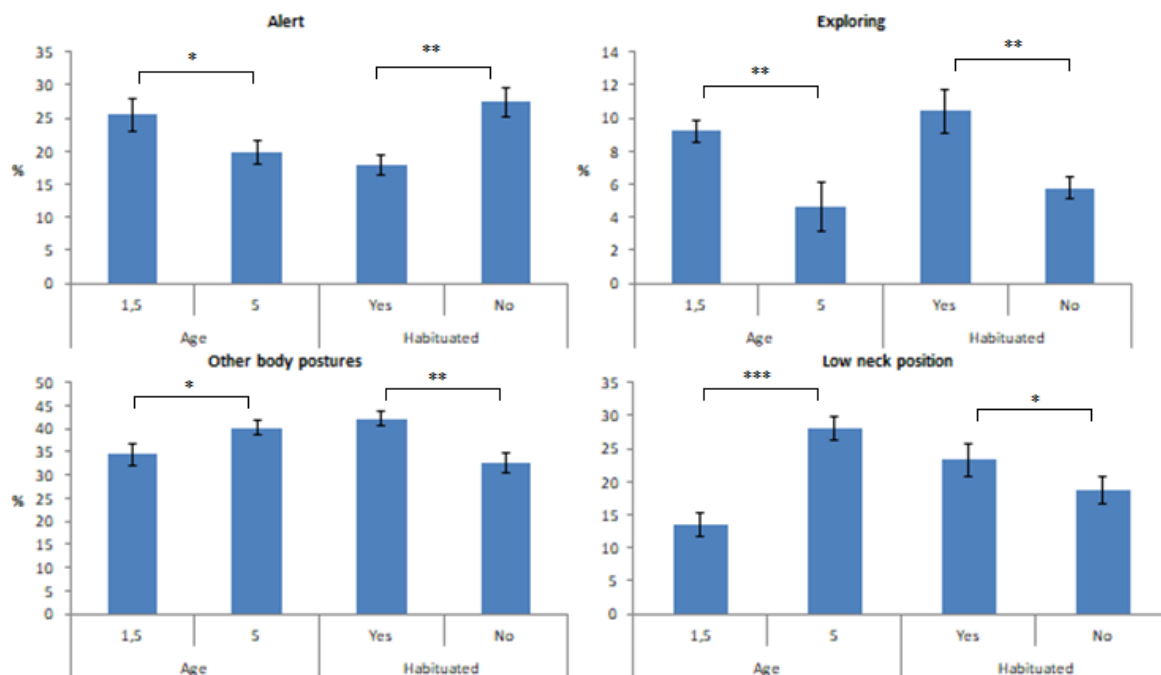 Alert
35
30
25
20
15
10
5
0
%
*
**
1,5
5
Yes
No
Age
Habituated
Exploring
14
12
10
8
6
4
2
0
%
**
**
1,5
5
Yes
No
Age
Habituated
Other body postures
50
45
40
35
30
25
20
15
10
5
0
%
*
**
1,5
5
Yes
No
Age
Habituated
Low neck position
35
30
25
20
15
10
5
0
%
***
*
1,5
5
Yes
No
Age
Habituated